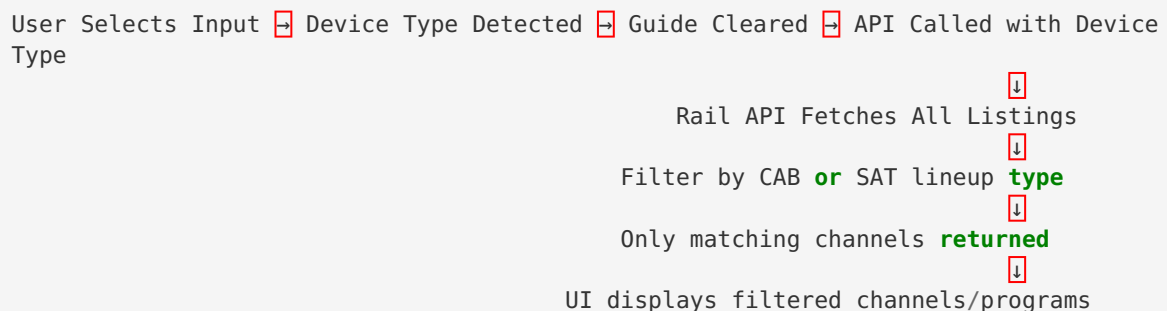 User Selects Input → Device Type Detected → Guide Cleared → API Called with Device
Type
↓
Rail API Fetches All Listings
↓
Filter by CAB or SAT lineup type
↓
Only matching channels returned
↓
UI displays filtered channels/programs